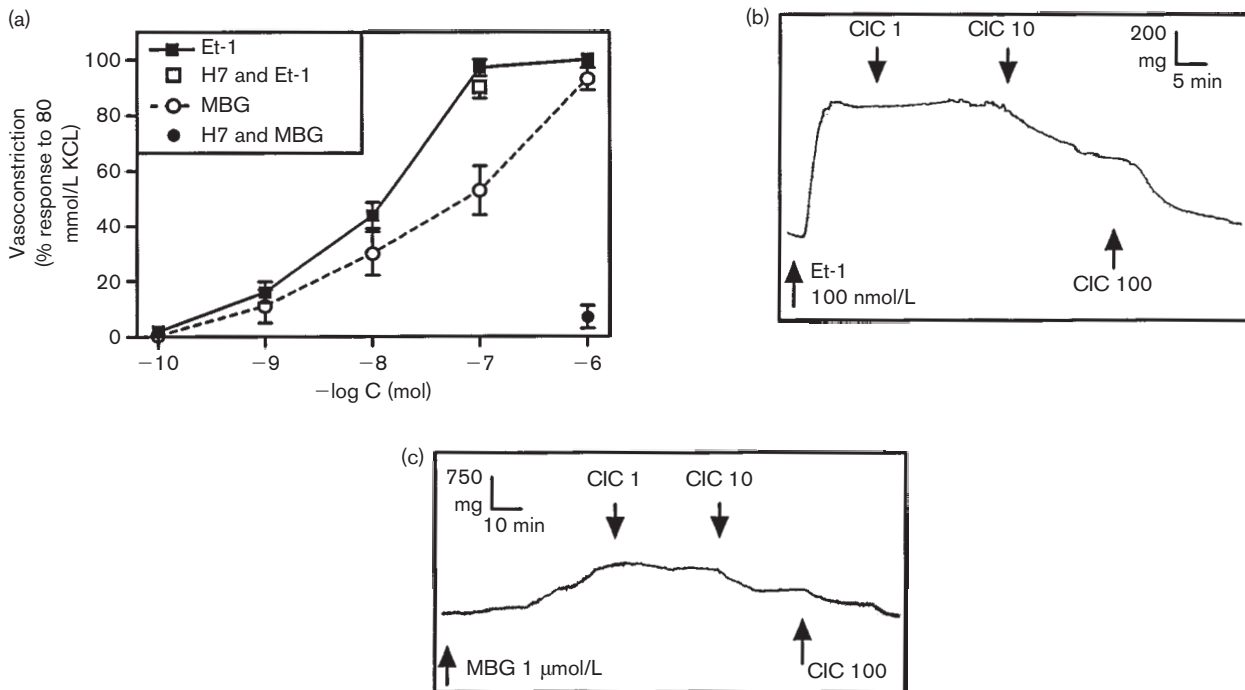 (a)
Vasoconstriction
(% response to 80
mmol/L KCL)
100
80
60
40
20
0
Et-1
H7 and Et-1
MBG
H7 and MBG
−10
−9
−8
−7
−6
−log C (mol)
(b)
CIC 1
CIC 10
200
mg
5 min
Et-1
100 nmol/L
CIC 100
(c)
750
mg
10 min
CIC 1
CIC 10
MBG 1 μmol/L
CIC 100